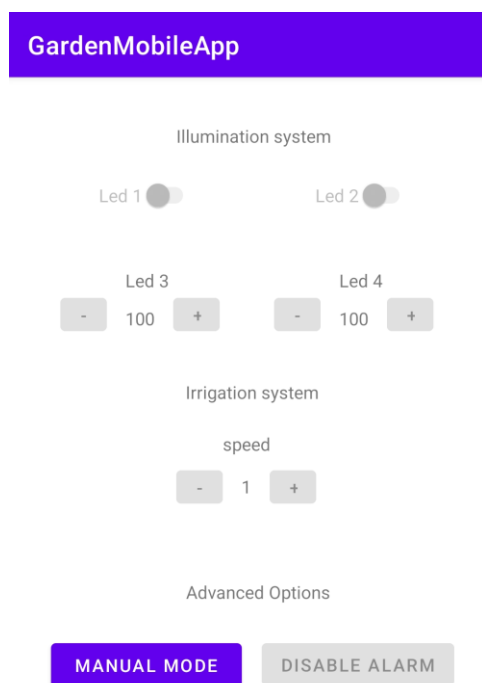 GardenMobileApp
Illumination system
Led 1 Led 2
Led 3 Led 4
- 100 + - 100 +
Irrigation system
speed
- 1 +
Advanced Options
MANUAL MODE DISABLE ALARM